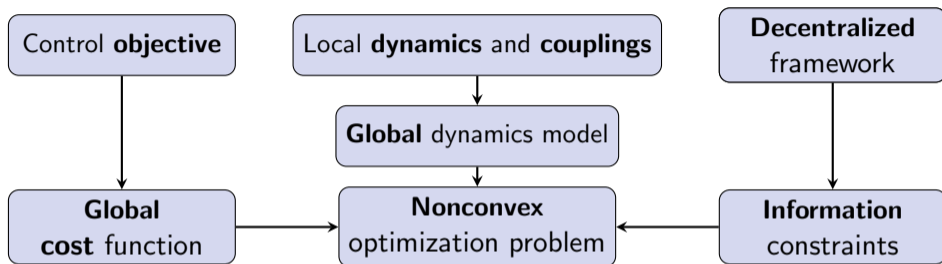 Control objective
Local dynamics and couplings
Decentralized
framework
Global dynamics model
Global
cost function
Nonconvex
optimization problem
Information
constraints